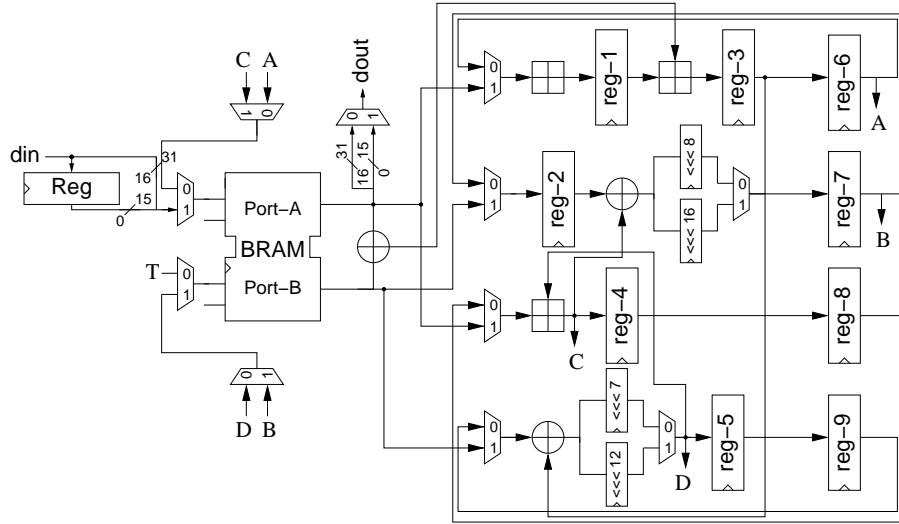 C A
dout
1 0
0 1
din
31
16
31
16
15
0
Reg
15
0
0
1
Port-A
BRAM
Port-B
T
0
1
0 1
D B
0
1
reg-1
reg-3
reg-6
A
0
1
reg-2
<<< 8
<<< 16
0
1
reg-7
B
0
1
C
reg-4
reg-8
0
1
<<< 7
<<< 12
0
1
D
reg-5
reg-9